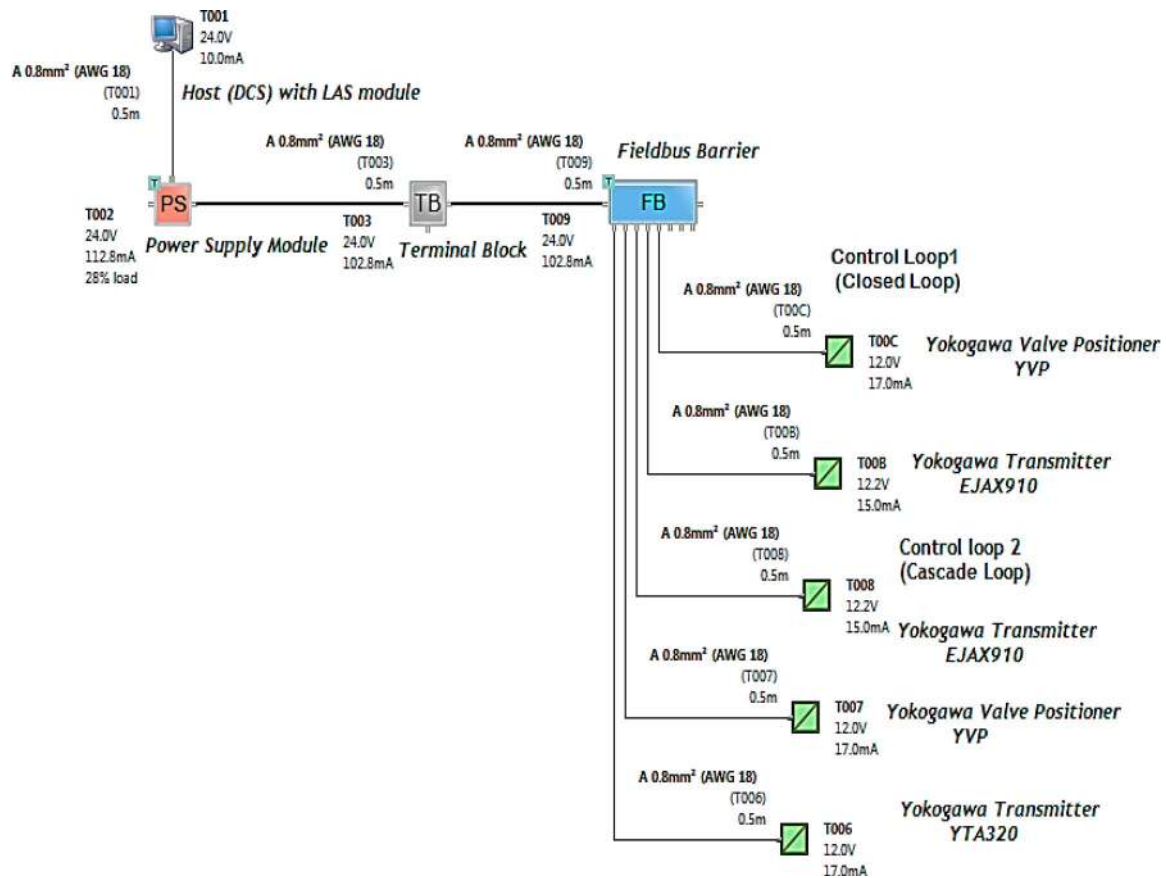 T001
24.0V
10.0mA
A 0.8mm² (AWG 18)
(T001)
0.5m
Host (DCS) with LAS module
A 0.8mm² (AWG 18)
(T003)
0.5m
A 0.8mm² (AWG 18)
(T009)
0.5m
Fieldbus Barrier
T
PS
TB
T
FB
T002
24.0V
112.8mA
28% load
Power Supply Module
T003
24.0V
102.8mA
Terminal Block
T009
24.0V
102.8mA
Control Loop1
(Closed Loop)
A 0.8mm² (AWG 18)
(T00C)
0.5m
T00C
12.0V
17.0mA
Yokogawa Valve Positioner
YVP
A 0.8mm² (AWG 18)
(T00B)
0.5m
T00B
12.2V
15.0mA
Yokogawa Transmitter
EJAX910
A 0.8mm² (AWG 18)
(T008)
0.5m
Control loop 2
(Cascade Loop)
T008
12.2V
15.0mA
Yokogawa Transmitter
EJAX910
A 0.8mm² (AWG 18)
(T007)
0.5m
T007
12.0V
17.0mA
Yokogawa Valve Positioner
YVP
A 0.8mm² (AWG 18)
(T006)
0.5m
T006
12.0V
17.0mA
Yokogawa Transmitter
YTA320